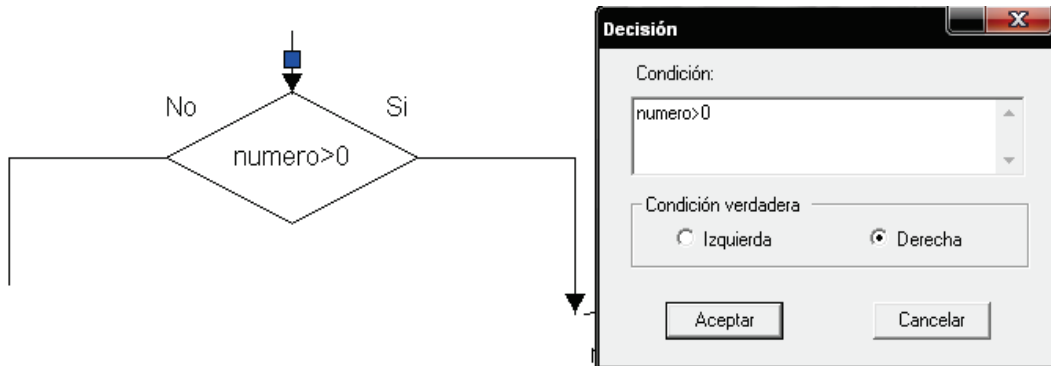 No
Si
numero>0
Decisión
Condición:
numero>0
Condición verdadera
Izquierda
Derecha
Aceptar
Cancelar